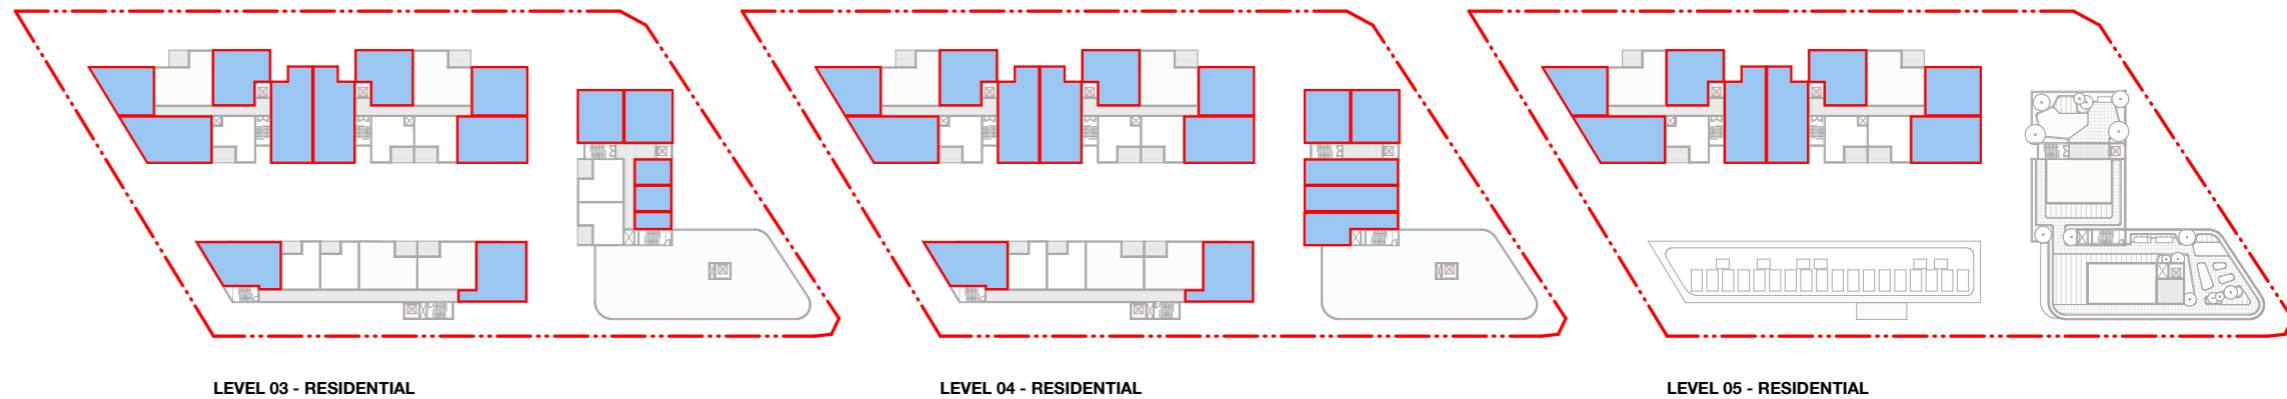 LEVEL 03 - RESIDENTIAL
LEVEL 04 - RESIDENTIAL
LEVEL 05 - RESIDENTIAL